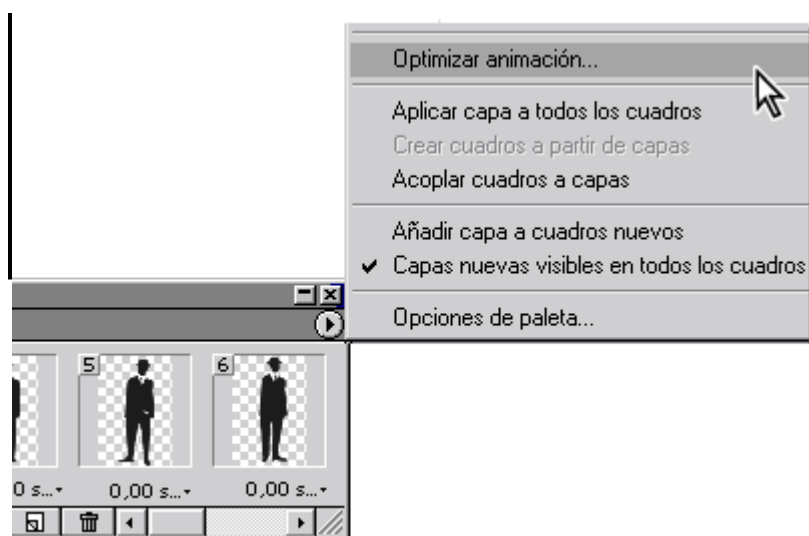 Optimizar animación...
Aplicar capa a todos los cuadros
Crear cuadros a partir de capas
Acoplar cuadros a capas
Añadir capa a cuadros nuevos
✔ Capas nuevas visibles en todos los cuadros
Opciones de paleta...
5 6
0 s... 0,00 s... 0,00 s...